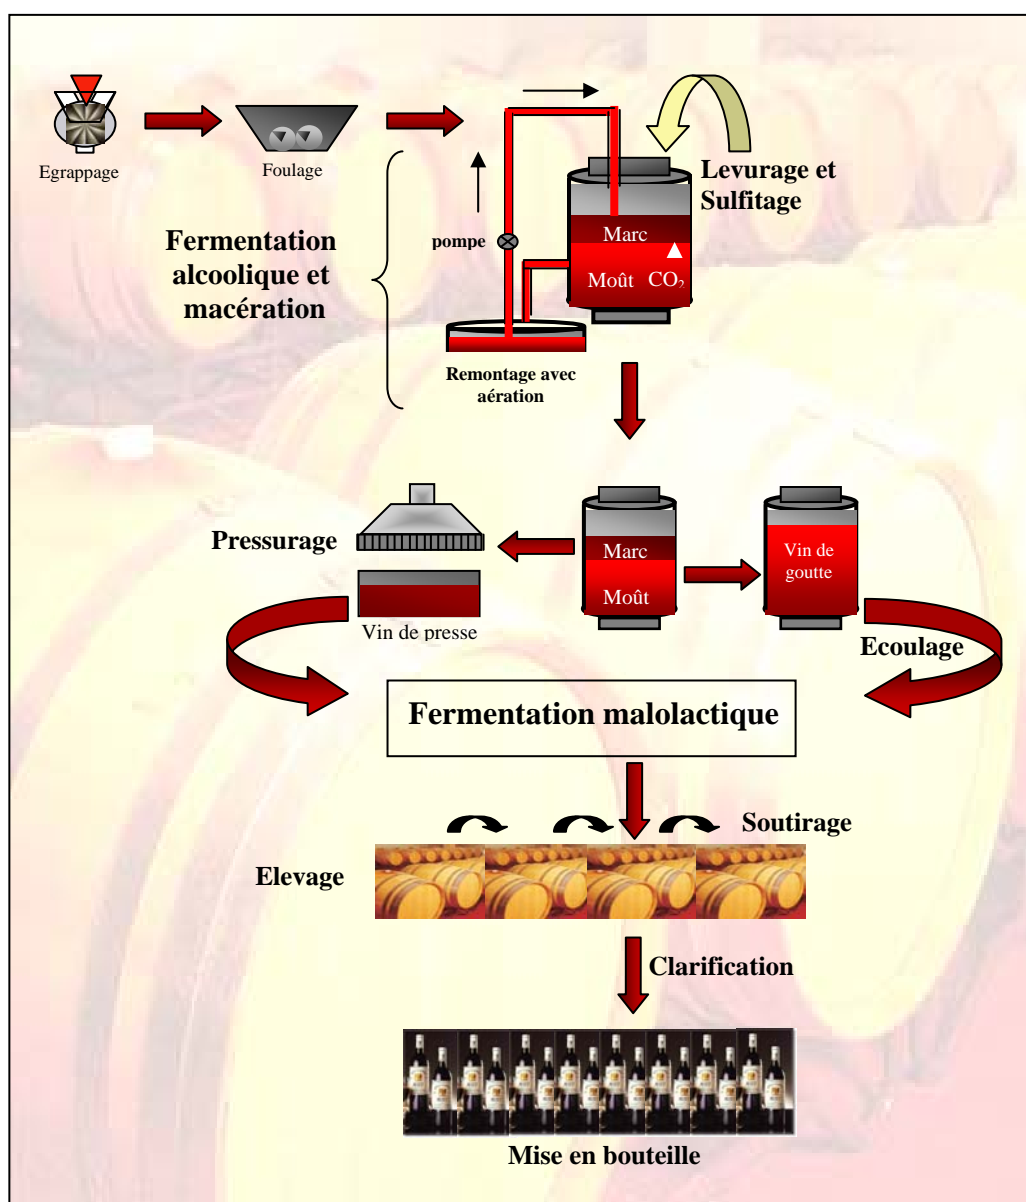 Egrappage
Foulage
Levurage et
Sulfitage
Fermentation
alcoolique et
macération
pompe
Marc
Moût CO₂
Remontage avec
aération
Pressurage
Marc
Moût
Vin de
goutte
Vin de presse
Ecoulage
Fermentation malolactique
Soutirage
Elevage
Clarification
Mise en bouteille